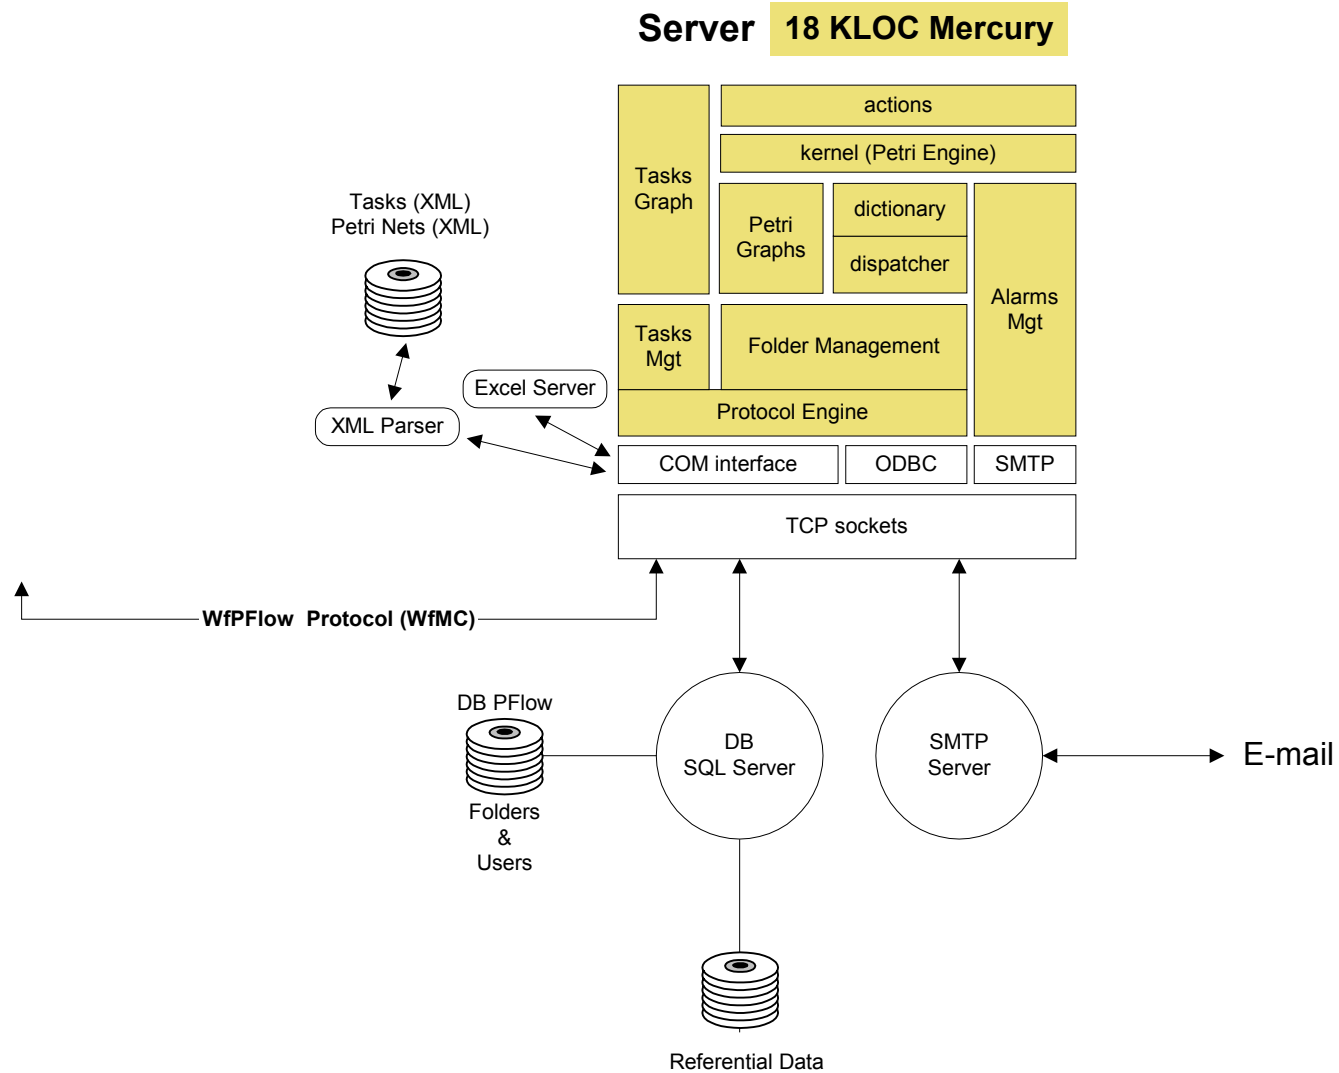 Server 18 KLOC Mercury
actions
kernel (Petri Engine)
Tasks
Graph
Petri
Graphs
dictionary
dispatcher
Alarms
Mgt
Tasks
Mgt
Folder Management
Protocol Engine
Tasks (XML)
Petri Nets (XML)
Excel Server
XML Parser
COM interface
ODBC
SMTP
TCP sockets
WfPFlow Protocol (WfMC)
DB PFlow
Folders
&
Users
DB
SQL Server
SMTP
Server
E-mail
Referential Data